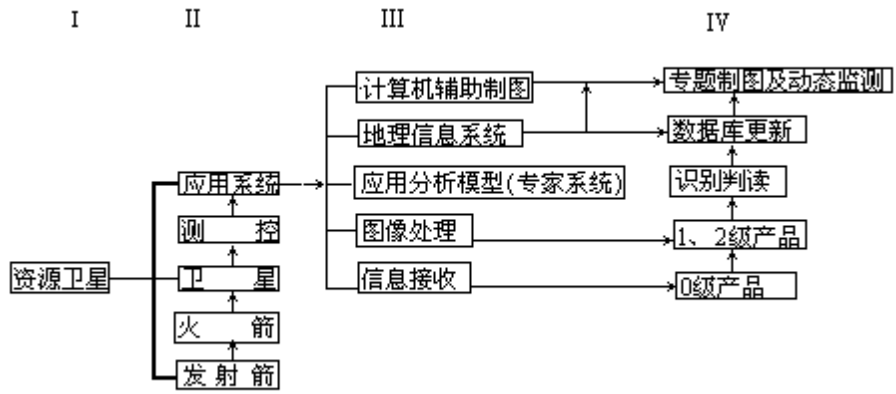 I II III IV
计算机辅助制图 专题制图及动态监测
地理信息系统 数据库更新
应用系统 应用分析模型(专家系统) 识别判读
测 控 图像处理 1、2级产品
资源卫星 卫 星 信息接收 0级产品
火 箭
发 射 箭